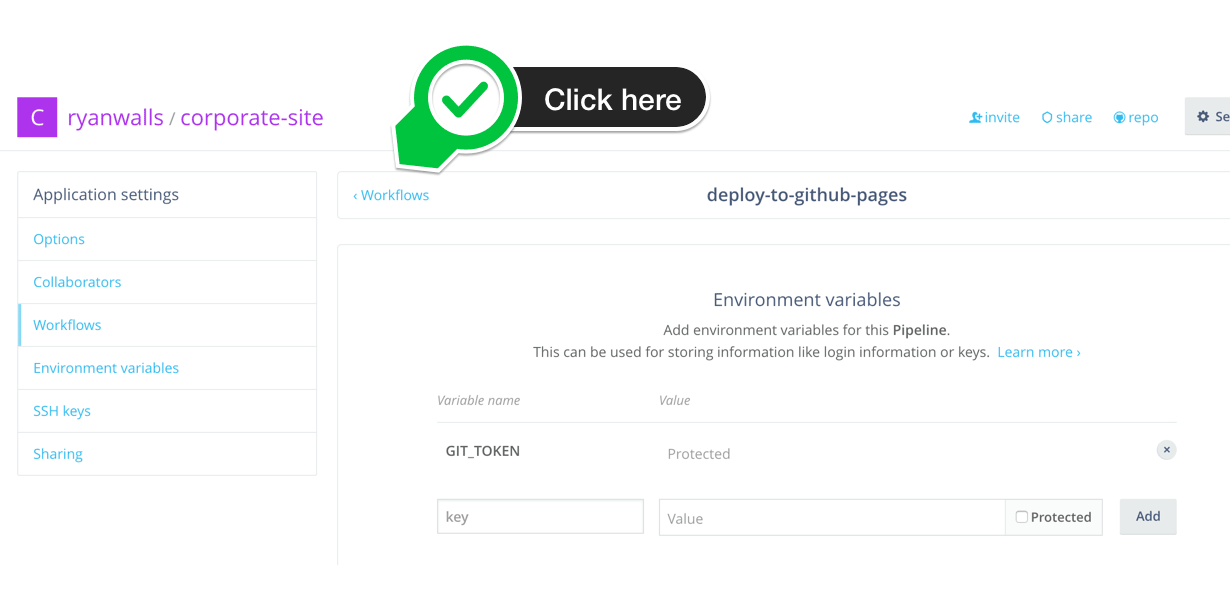 Click here
C ryanwalls / corporate-site
invite share repo Se
Application settings
Options
Collaborators
Workflows
Environment variables
SSH keys
Sharing
‹ Workflows
deploy-to-github-pages
Environment variables
Add environment variables for this Pipeline.
This can be used for storing information like login information or keys. Learn more ›
Variable name Value
GIT_TOKEN Protected
key Value Protected Add